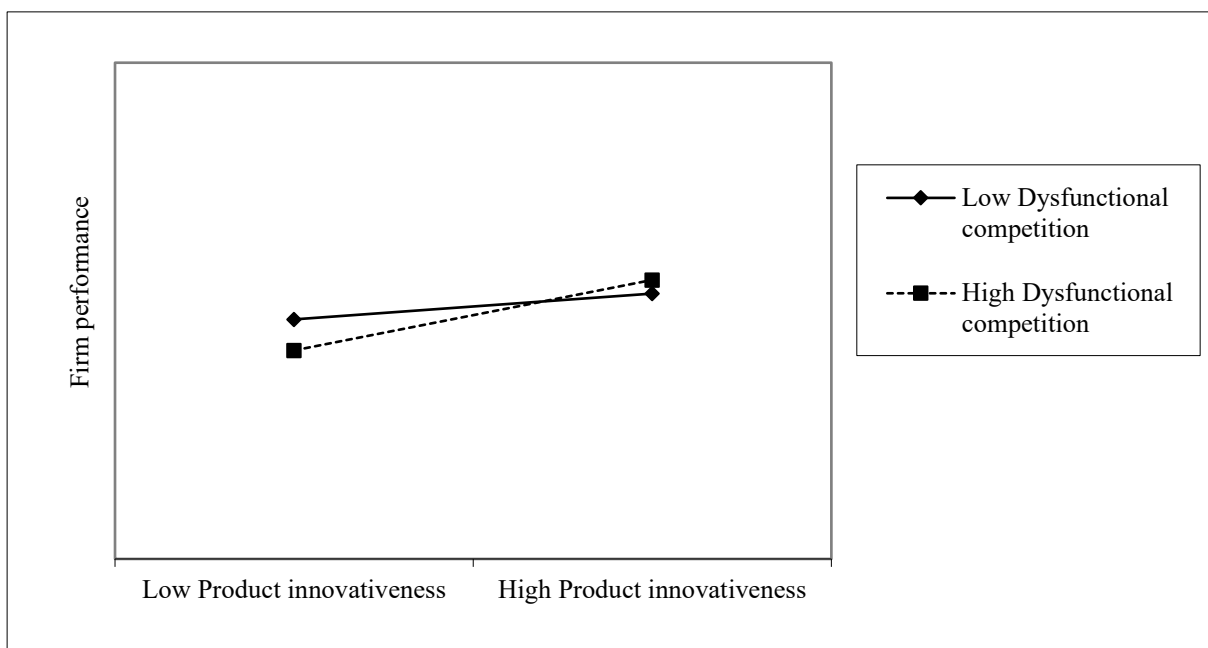 Firm performance
Low Product innovativeness
High Product innovativeness
Low Dysfunctional
competition
High Dysfunctional
competition